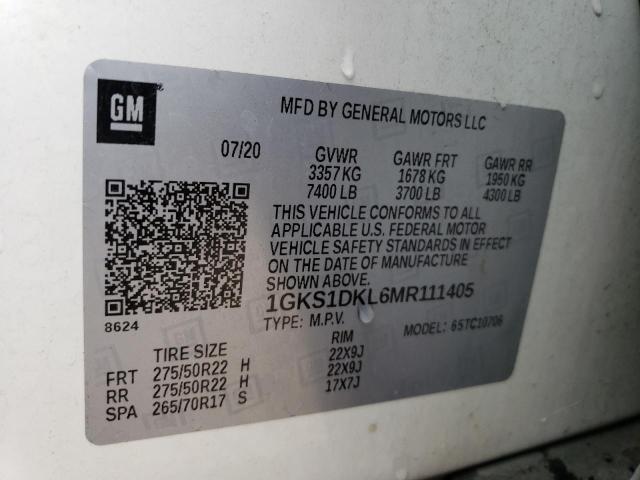 GM
MFD BY GENERAL MOTORS LLC
07/20 GVWR GAWR FRT GAWR RR
3357 KG 1678 KG 1950 KG
7400 LB 3700 LB 4300 LB
THIS VEHICLE CONFORMS TO ALL
APPLICABLE U.S. FEDERAL MOTOR
VEHICLE SAFETY STANDARDS IN EFFECT
ON THE DATE OF MANUFACTURE
SHOWN ABOVE.
1GKS1DKL6MR111405
8624
TYPE: M.P.V. MODEL: 65TC10706
TIRE SIZE RIM
FRT 275/50R22 H 22X9J
RR 275/50R22 H 22X9J
SPA 265/70R17 S 17X7J